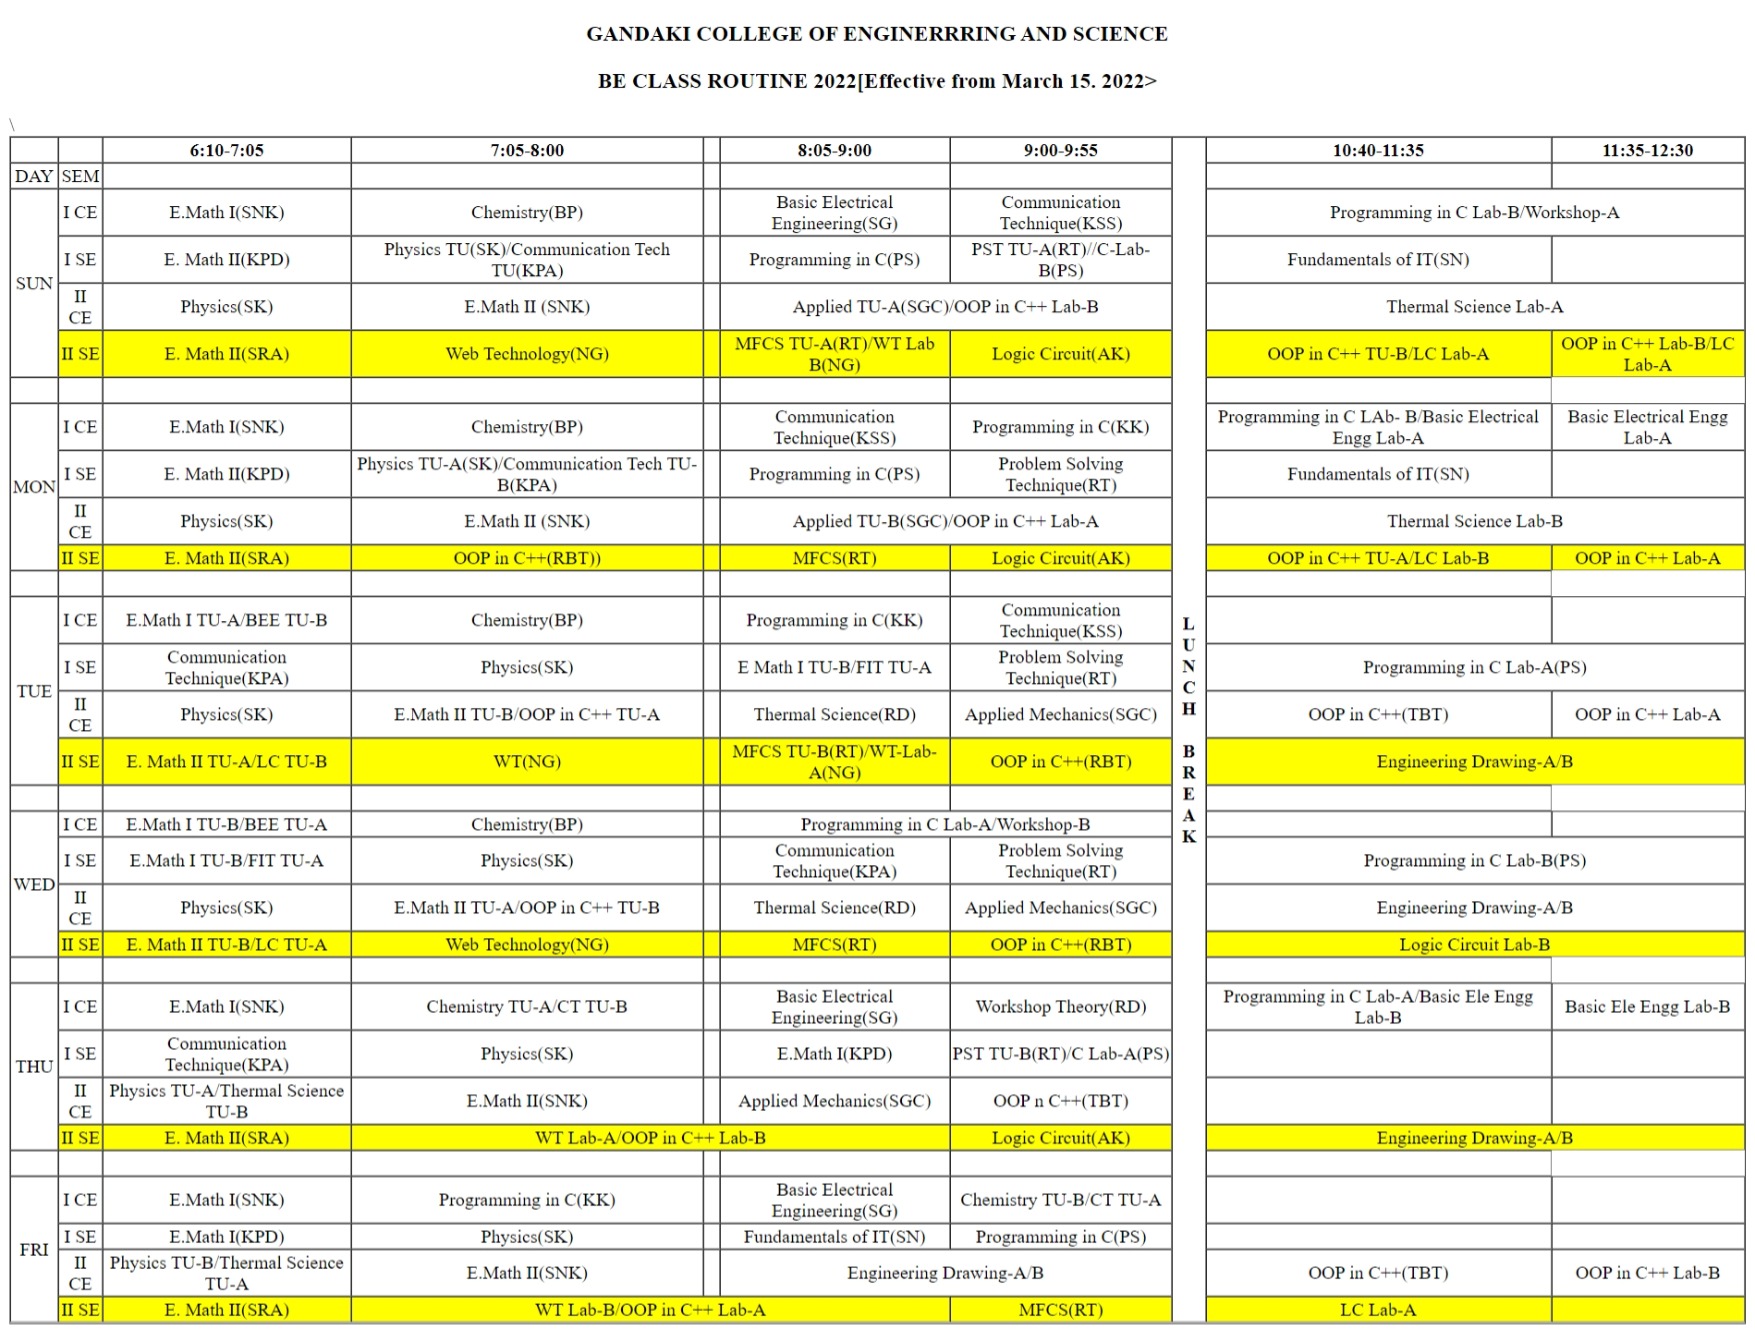 GANDAKI COLLEGE OF ENGINERRRING AND SCIENCE
BE CLASS ROUTINE 2022[Effective from March 15. 2022>
\
6:10-7:05 7:05-8:00 8:05-9:00 9:00-9:55 10:40-11:35 11:35-12:30
DAY SEM
SUN
I CE E.Math I(SNK) Chemistry(BP) Basic Electrical Engineering(SG) Communication Technique(KSS) Programming in C Lab-B/Workshop-A
I SE E. Math II(KPD) Physics TU(SK)/Communication Tech TU(KPA) Programming in C(PS) PST TU-A(RT)//C-Lab-B(PS) Fundamentals of IT(SN)
II CE Physics(SK) E.Math II (SNK) Applied TU-A(SGC)/OOP in C++ Lab-B Thermal Science Lab-A
II SE E. Math II(SRA) Web Technology(NG) MFCS TU-A(RT)/WT Lab B(NG) Logic Circuit(AK) OOP in C++ TU-B/LC Lab-A OOP in C++ Lab-B/LC Lab-A
MON
I CE E.Math I(SNK) Chemistry(BP) Communication Technique(KSS) Programming in C(KK) Programming in C LAb- B/Basic Electrical Engg Lab-A Basic Electrical Engg Lab-A
I SE E. Math II(KPD) Physics TU-A(SK)/Communication Tech TU-B(KPA) Programming in C(PS) Problem Solving Technique(RT) Fundamentals of IT(SN)
II CE Physics(SK) E.Math II (SNK) Applied TU-B(SGC)/OOP in C++ Lab-A Thermal Science Lab-B
II SE E. Math II(SRA) OOP in C++(RBT)) MFCS(RT) Logic Circuit(AK) OOP in C++ TU-A/LC Lab-B OOP in C++ Lab-A
LUNCH BREAK
TUE
I CE E.Math I TU-A/BEE TU-B Chemistry(BP) Programming in C(KK) Communication Technique(KSS)
I SE Communication Technique(KPA) Physics(SK) E Math I TU-B/FIT TU-A Problem Solving Technique(RT) Programming in C Lab-A(PS)
II CE Physics(SK) E.Math II TU-B/OOP in C++ TU-A Thermal Science(RD) Applied Mechanics(SGC) OOP in C++(TBT) OOP in C++ Lab-A
II SE E. Math II TU-A/LC TU-B WT(NG) MFCS TU-B(RT)/WT-Lab-A(NG) OOP in C++(RBT) Engineering Drawing-A/B
WED
I CE E.Math I TU-B/BEE TU-A Chemistry(BP) Programming in C Lab-A/Workshop-B
I SE E.Math I TU-B/FIT TU-A Physics(SK) Communication Technique(KPA) Problem Solving Technique(RT) Programming in C Lab-B(PS)
II CE Physics(SK) E.Math II TU-A/OOP in C++ TU-B Thermal Science(RD) Applied Mechanics(SGC) Engineering Drawing-A/B
II SE E. Math II TU-B/LC TU-A Web Technology(NG) MFCS(RT) OOP in C++(RBT) Logic Circuit Lab-B
THU
I CE E.Math I(SNK) Chemistry TU-A/CT TU-B Basic Electrical Engineering(SG) Workshop Theory(RD) Programming in C Lab-A/Basic Ele Engg Lab-B Basic Ele Engg Lab-B
I SE Communication Technique(KPA) Physics(SK) E.Math I(KPD) PST TU-B(RT)/C Lab-A(PS)
II CE Physics TU-A/Thermal Science TU-B E.Math II(SNK) Applied Mechanics(SGC) OOP n C++(TBT)
II SE E. Math II(SRA) WT Lab-A/OOP in C++ Lab-B Logic Circuit(AK) Engineering Drawing-A/B
FRI
I CE E.Math I(SNK) Programming in C(KK) Basic Electrical Engineering(SG) Chemistry TU-B/CT TU-A
I SE E.Math I(KPD) Physics(SK) Fundamentals of IT(SN) Programming in C(PS)
II CE Physics TU-B/Thermal Science TU-A E.Math II(SNK) Engineering Drawing-A/B OOP in C++(TBT) OOP in C++ Lab-B
II SE E. Math II(SRA) WT Lab-B/OOP in C++ Lab-A MFCS(RT) LC Lab-A